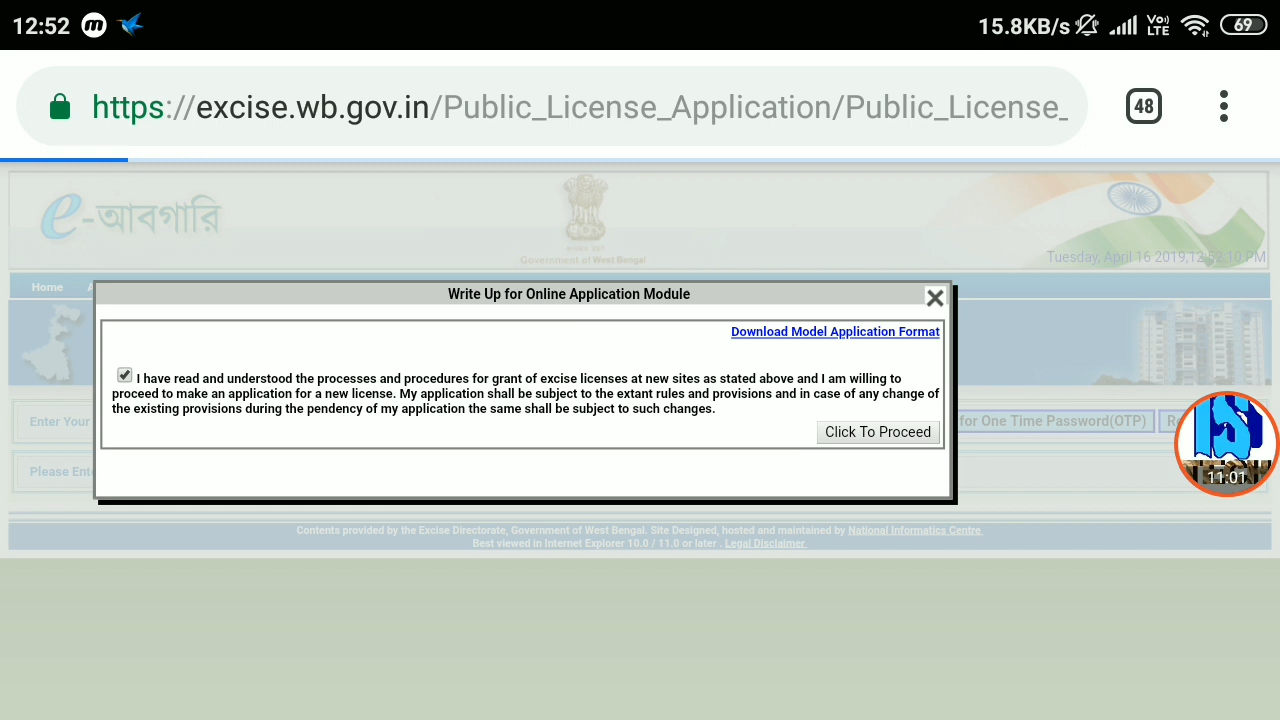 12:52 m 15.8KB/s Vo) LTE 69
https://excise.wb.gov.in/Public_License_Application/Public_License_ 48
e-আবগারি
Government of West Bengal
Tuesday, April 16 2019,12:52:10 PM
Home
Write Up for Online Application Module
Download Model Application Format
I have read and understood the processes and procedures for grant of excise licenses at new sites as stated above and I am willing to
proceed to make an application for a new license. My application shall be subject to the extant rules and provisions and in case of any change of
the existing provisions during the pendency of my application the same shall be subject to such changes.
Enter Your for One Time Password(OTP)
Click To Proceed
Please Ente
11:01
Contents provided by the Excise Directorate, Government of West Bengal. Site Designed, hosted and maintained by National Informatics Centre.
Best viewed in Internet Explorer 10.0 / 11.0 or later . Legal Disclaimer